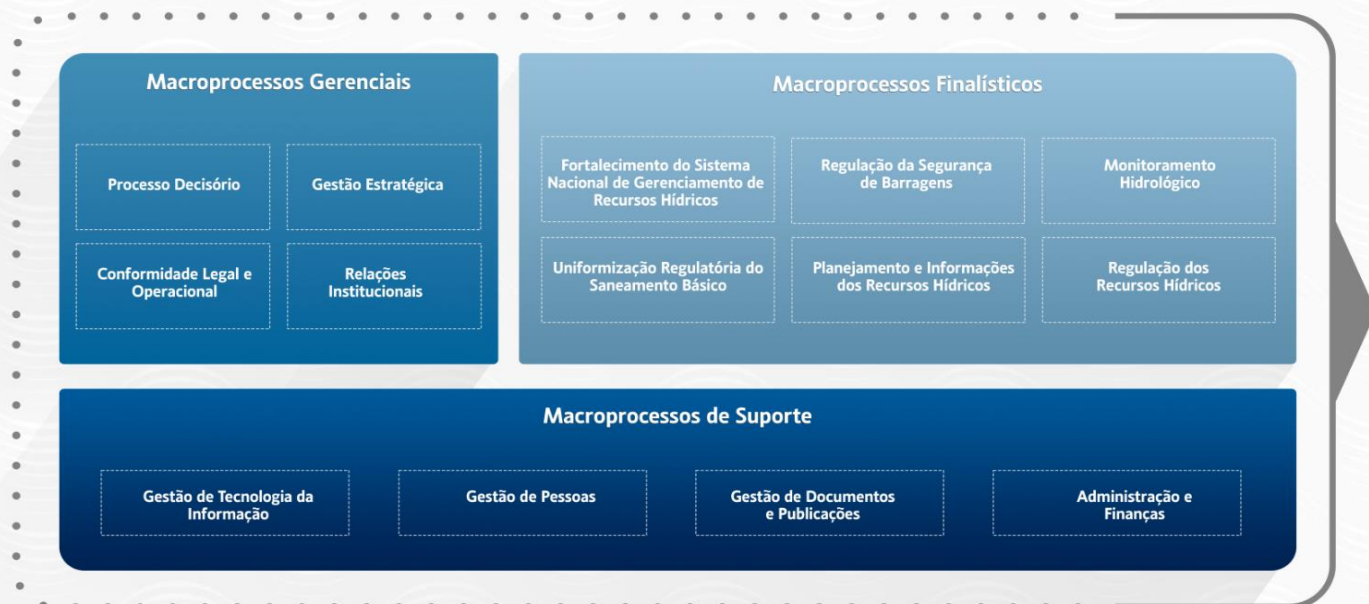 Macroprocessos Gerenciais
Processo Decisório
Gestão Estratégica
Conformidade Legal e
Operacional
Relações
Institucionais
Macroprocessos Finalísticos
Fortalecimento do Sistema
Nacional de Gerenciamento de
Recursos Hídricos
Regulação da Segurança
de Barragens
Monitoramento
Hidrológico
Uniformização Regulatória do
Saneamento Básico
Planejamento e Informações
dos Recursos Hídricos
Regulação dos
Recursos Hídricos
Macroprocessos de Suporte
Gestão de Tecnologia da
Informação
Gestão de Pessoas
Gestão de Documentos
e Publicações
Administração e
Finanças